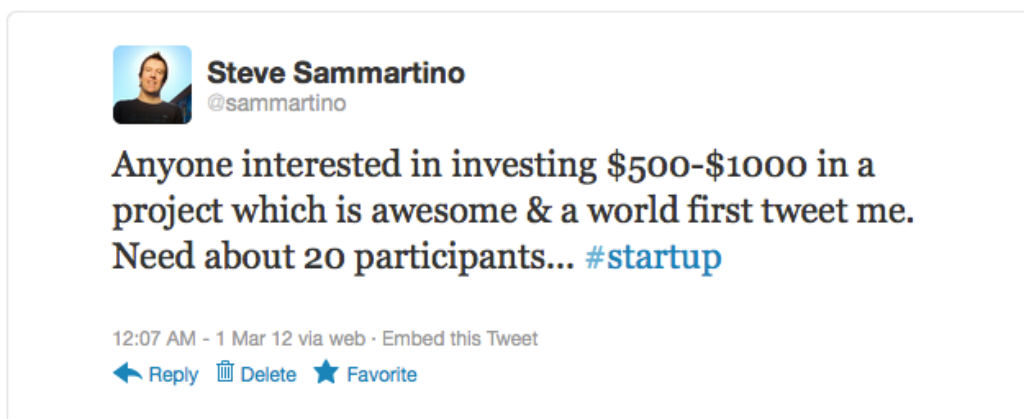 Steve Sammartino
@sammartino
Anyone interested in investing $500-$1000 in a
project which is awesome & a world first tweet me.
Need about 20 participants... #startup
12:07 AM - 1 Mar 12 via web · Embed this Tweet
Reply Delete Favorite